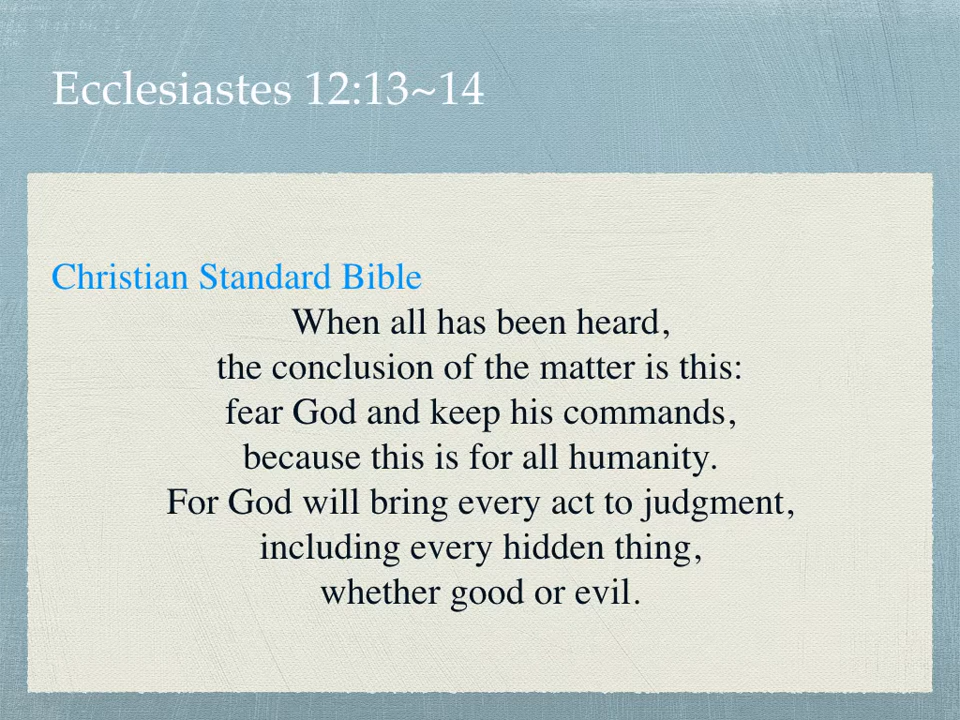 Ecclesiastes 12:13~14
Christian Standard Bible
When all has been heard,
the conclusion of the matter is this:
fear God and keep his commands,
because this is for all humanity.
For God will bring every act to judgment,
including every hidden thing,
whether good or evil.